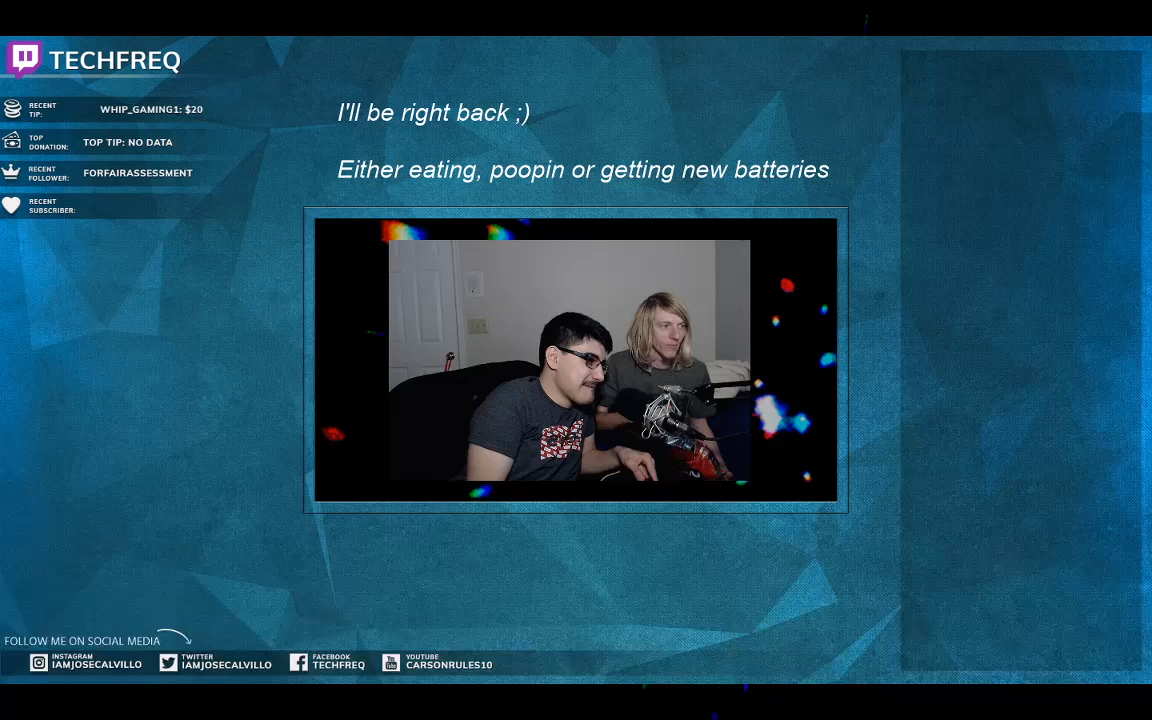 TECHFREQ
RECENT TIP: WHIP_GAMING1: $20
TOP DONATION: TOP TIP: NO DATA
RECENT FOLLOWER: FORFAIRASSESSMENT
RECENT SUBSCRIBER:
I'll be right back ;)
Either eating, poopin or getting new batteries
FOLLOW ME ON SOCIAL MEDIA
INSTAGRAM
IAMJOSECALVILLO
TWITTER
IAMJOSECALVILLO
FACEBOOK
TECHFREQ
YOUTUBE
CARSONRULES10